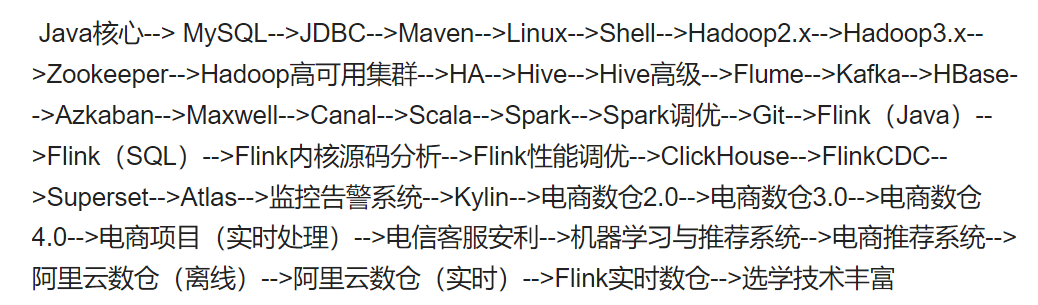 Java核心--> MySQL-->JDBC-->Maven-->Linux-->Shell-->Hadoop2.x-->Hadoop3.x--
>Zookeeper-->Hadoop高可用集群-->HA-->Hive-->Hive高级-->Flume-->Kafka-->HBase-
->Azkaban-->Maxwell-->Canal-->Scala-->Spark-->Spark调优-->Git-->Flink（Java）--
>Flink（SQL）-->Flink内核源码分析-->Flink性能调优-->ClickHouse-->FlinkCDC--
>Superset-->Atlas-->监控告警系统-->Kylin-->电商数仓2.0-->电商数仓3.0-->电商数仓
4.0-->电商项目（实时处理）-->电信客服安利-->机器学习与推荐系统-->电商推荐系统-->
阿里云数仓（离线）-->阿里云数仓（实时）-->Flink实时数仓-->选学技术丰富